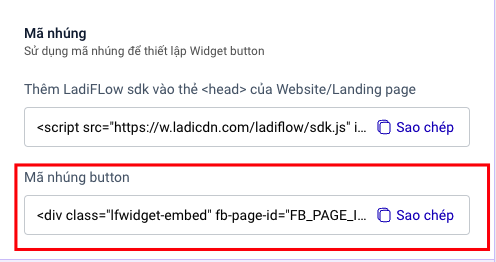 Mã nhúng
Sử dụng mã nhúng để thiết lập Widget button
Thêm LadiFLow sdk vào thẻ <head> của Website/Landing page
<script src="https://w.ladicdn.com/ladiflow/sdk.js" i... Sao chép
Mã nhúng button
<div class="lfwidget-embed" fb-page-id="FB_PAGE_I... Sao chép